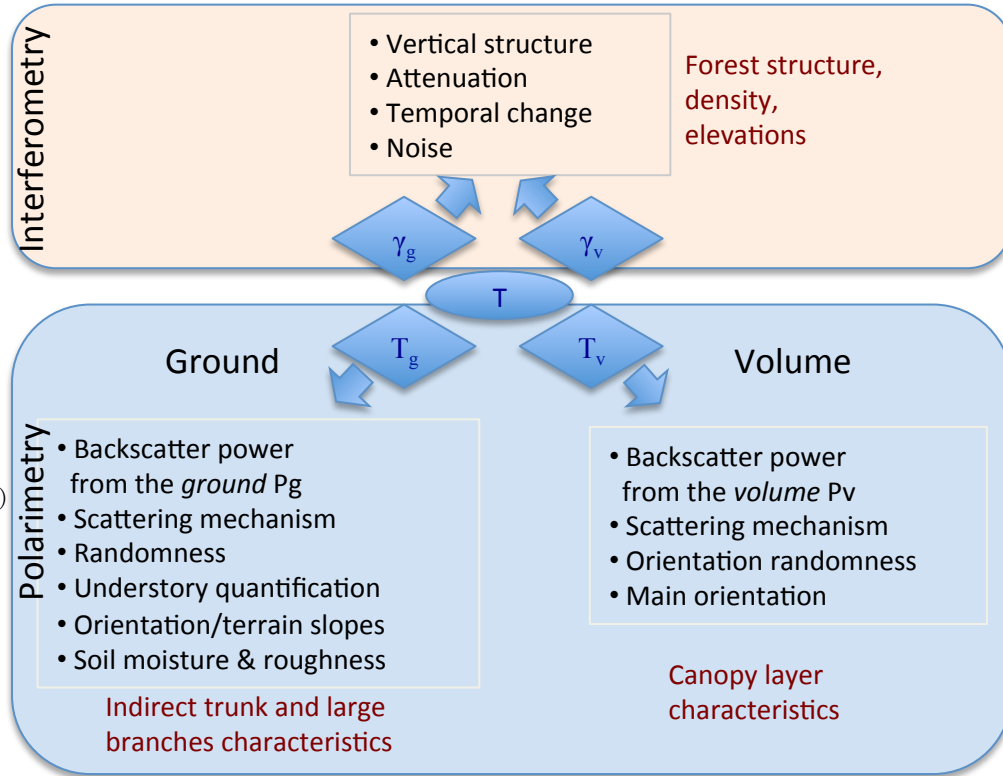 Interferometry
• Vertical structure
• Attenuation
• Temporal change
• Noise
Forest structure,
density,
elevations
γg
γv
T
Tg
Tv
Ground
Volume
Polarimetry
)
• Backscatter power
from the ground Pg
• Scattering mechanism
• Randomness
• Understory quantification
• Orientation/terrain slopes
• Soil moisture & roughness
Indirect trunk and large
branches characteristics
• Backscatter power
from the volume Pv
• Scattering mechanism
• Orientation randomness
• Main orientation
Canopy layer
characteristics